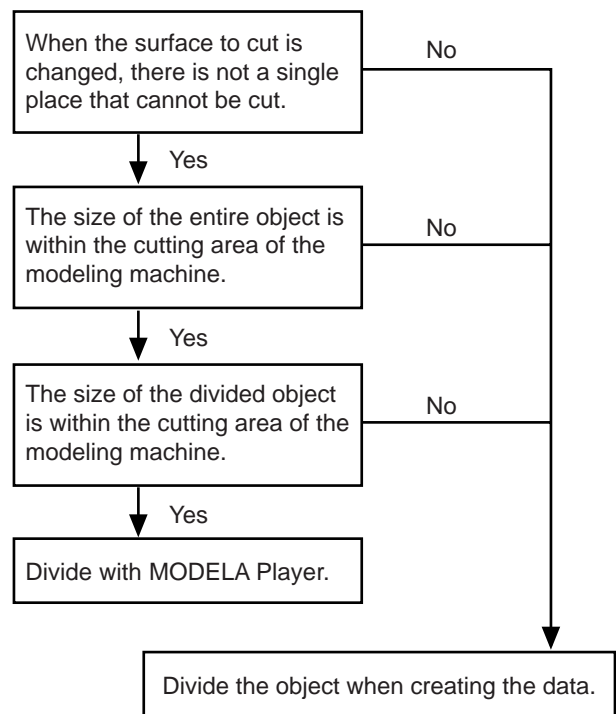 When the surface to cut is
changed, there is not a single
place that cannot be cut.
No
Yes
The size of the entire object is
within the cutting area of the
modeling machine.
No
Yes
The size of the divided object
is within the cutting area of the
modeling machine.
No
Yes
Divide with MODELA Player.
Divide the object when creating the data.